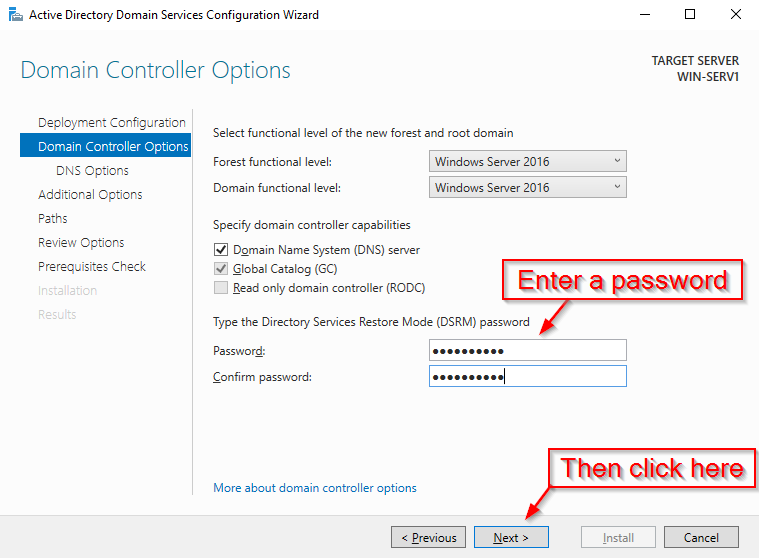 Active Directory Domain Services Configuration Wizard
Domain Controller Options
TARGET SERVER
WIN-SERV1
Deployment Configuration
Domain Controller Options
DNS Options
Additional Options
Paths
Review Options
Prerequisites Check
Installation
Results
Select functional level of the new forest and root domain
Forest functional level: Windows Server 2016
Domain functional level: Windows Server 2016
Specify domain controller capabilities
Domain Name System (DNS) server
Global Catalog (GC)
Read only domain controller (RODC)
Enter a password
Type the Directory Services Restore Mode (DSRM) password
Password: ●●●●●●●●●●
Confirm password: ●●●●●●●●●●
Then click here
More about domain controller options
< Previous Next > Install Cancel